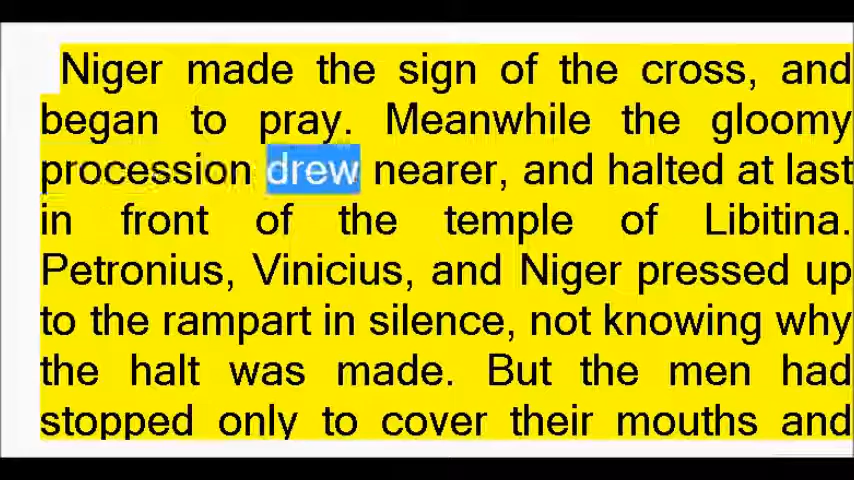 Niger made the sign of the cross, and
began to pray. Meanwhile the gloomy
procession drew nearer, and halted at last
in front of the temple of Libitina.
Petronius, Vinicius, and Niger pressed up
to the rampart in silence, not knowing why
the halt was made. But the men had
stopped only to cover their mouths and